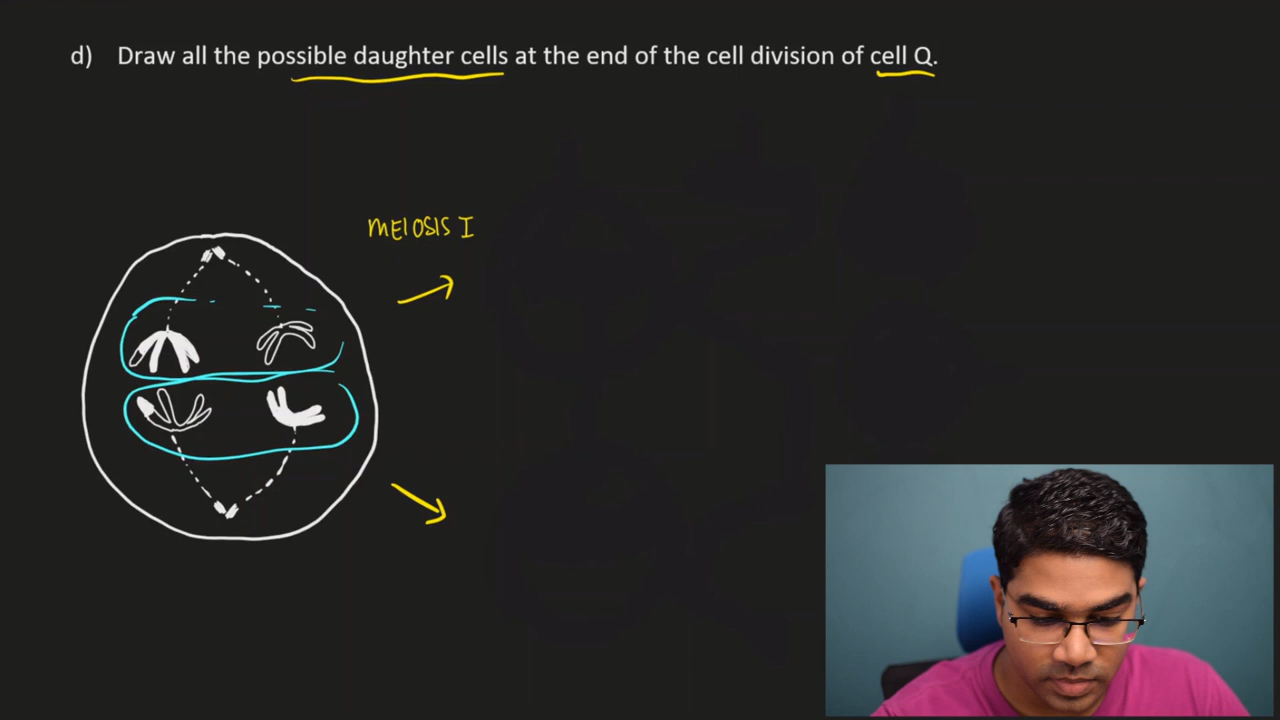 d) Draw all the possible daughter cells at the end of the cell division of cell Q.
MEIOSIS I